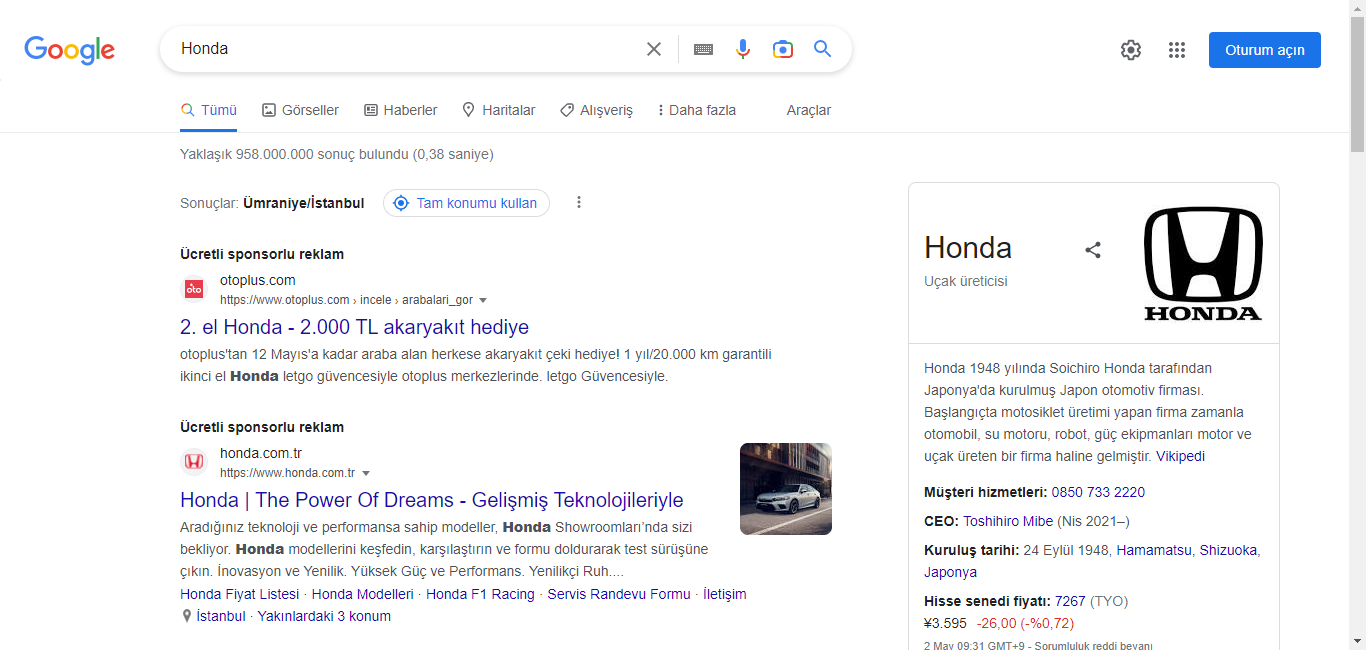 Google
Honda
Oturum açın
Tümü
Görseller
Haberler
Haritalar
Alışveriş
Daha fazla
Araçlar
Yaklaşık 958.000.000 sonuç bulundu (0,38 saniye)
Sonuçlar: Ümraniye/İstanbul
Tam konumu kullan
Ücretli sponsorlu reklam
oto
otoplus.com
https://www.otoplus.com › incele › arabalari_gor
2. el Honda - 2.000 TL akaryakıt hediye
otoplus'tan 12 Mayıs'a kadar araba alan herkese akaryakıt çeki hediye! 1 yıl/20.000 km garantili
ikinci el Honda letgo güvencesiyle otoplus merkezlerinde. letgo Güvencesiyle.
Ücretli sponsorlu reklam
honda.com.tr
https://www.honda.com.tr
Honda | The Power Of Dreams - Gelişmiş Teknolojileriyle
Aradığınız teknoloji ve performansa sahip modeller, Honda Showroomları’nda sizi
bekliyor. Honda modellerini keşfedin, karşılaştırın ve formu doldurarak test sürüşüne
çıkın. İnovasyon ve Yenilik. Yüksek Güç ve Performans. Yenilikçi Ruh....
Honda Fiyat Listesi · Honda Modelleri · Honda F1 Racing · Servis Randevu Formu · İletişim
İstanbul · Yakınlardaki 3 konum
Honda
Uçak üreticisi
HONDA
Honda 1948 yılında Soichiro Honda tarafından
Japonya'da kurulmuş Japon otomotiv firması.
Başlangıçta motosiklet üretimi yapan firma zamanla
otomobil, su motoru, robot, güç ekipmanları motor ve
uçak üreten bir firma haline gelmiştir. Vikipedi
Müşteri hizmetleri: 0850 733 2220
CEO: Toshihiro Mibe (Nis 2021–)
Kuruluş tarihi: 24 Eylül 1948, Hamamatsu, Shizuoka,
Japonya
Hisse senedi fiyatı: 7267 (TYO)
¥3.595 -26,00 (-%0,72)
2 May 09:31 GMT+9 - Sorumluluk reddi beyanı